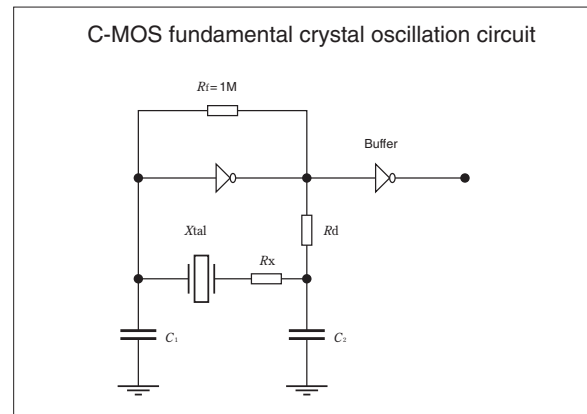 C-MOS fundamental crystal oscillation circuit
Rf=1M
Buffer
Rd
Xtal
Rx
C1
C2